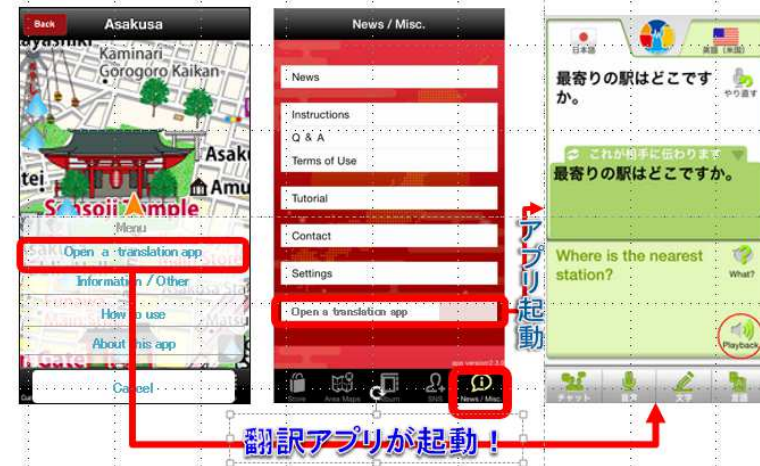 Back
Asakusa
Kaminari
Gorogoro Kaikan
Asak
tei
Amu
Sensoji Temple
Menu
Open a translation app
Information / Other
How to use
About this app
Cancel
News / Misc.
News
Instructions
Q & A
Terms of Use
Tutorial
Contact
Settings
Open a translation app
Store
Area Maps
Album
SNS
News / Misc.
アプリ起動
日本語
英語 (米国)
最寄りの駅はどこです
か。
やり直す
これが相手に伝わります
最寄りの駅はどこですか。
Where is the nearest
station?
What?
Playback
チャット
音声
文字
言語
翻訳アプリが起動！